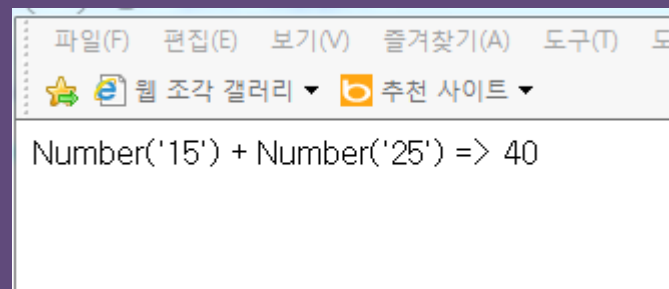 파일(F) 편집(E) 보기(V) 즐겨찾기(A) 도구(T)
웹 조각 갤러리 ▼ 추천 사이트 ▼
Number('15') + Number('25') => 40